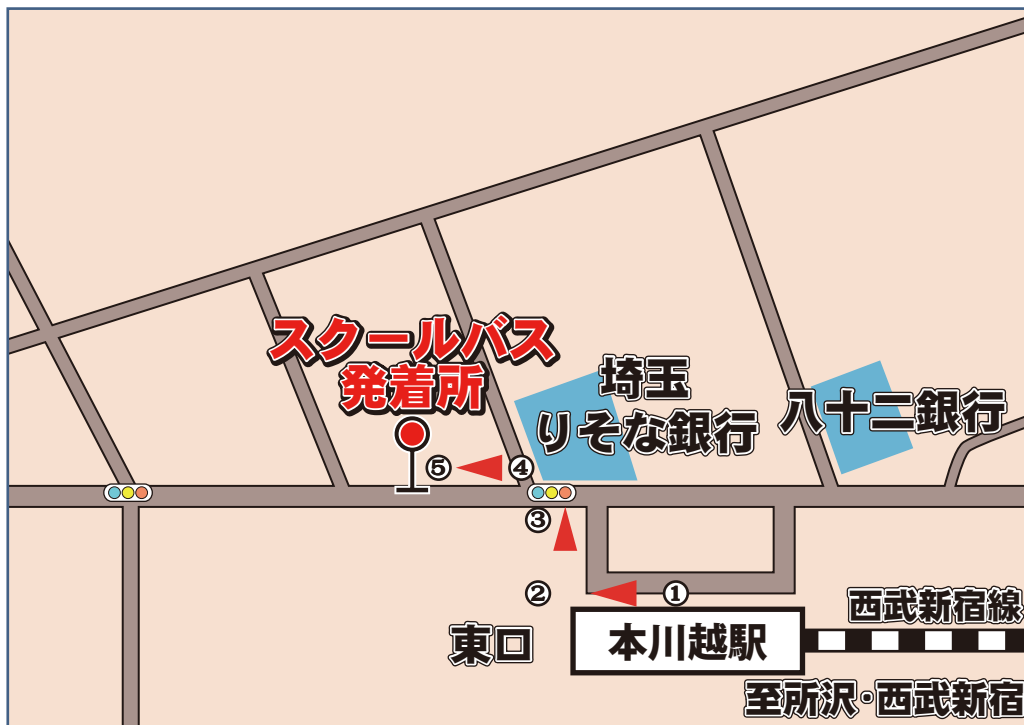 スクールバス
発着所
埼玉
りそな銀行
八十二銀行
⑤
④
③
②
①
西武新宿線
東口
本川越駅
至所沢・西武新宿